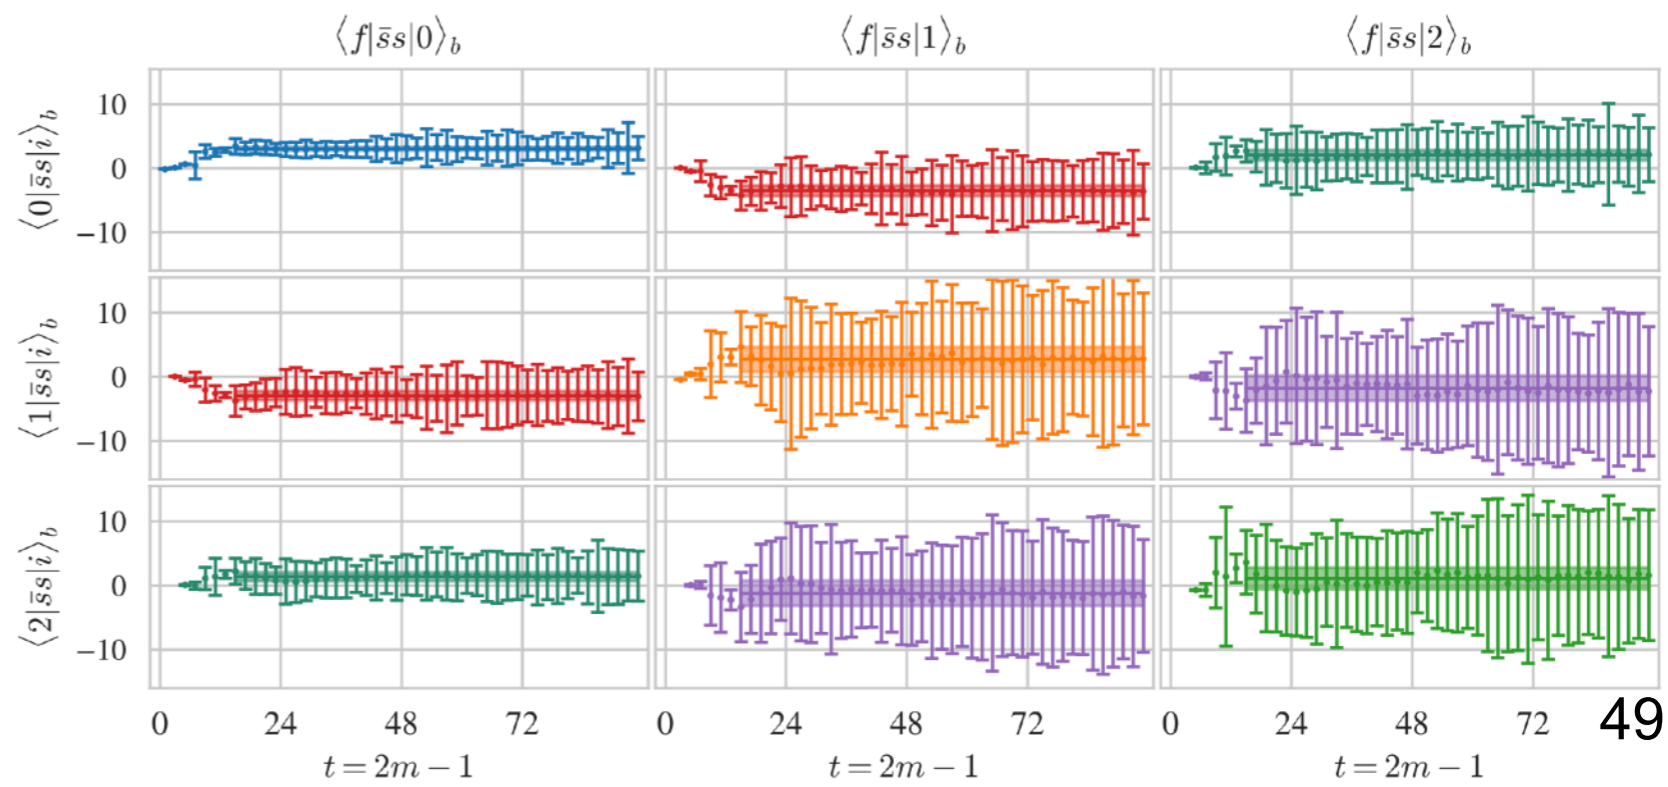 ⟨f|s̄s|0⟩_b ⟨f|s̄s|1⟩_b ⟨f|s̄s|2⟩_b
⟨0|s̄s|i⟩_b
10
0
−10
⟨1|s̄s|i⟩_b
10
0
−10
⟨2|s̄s|i⟩_b
10
0
−10
0 24 48 72 0 24 48 72 0 24 48 72 49
t = 2m − 1 t = 2m − 1 t = 2m − 1